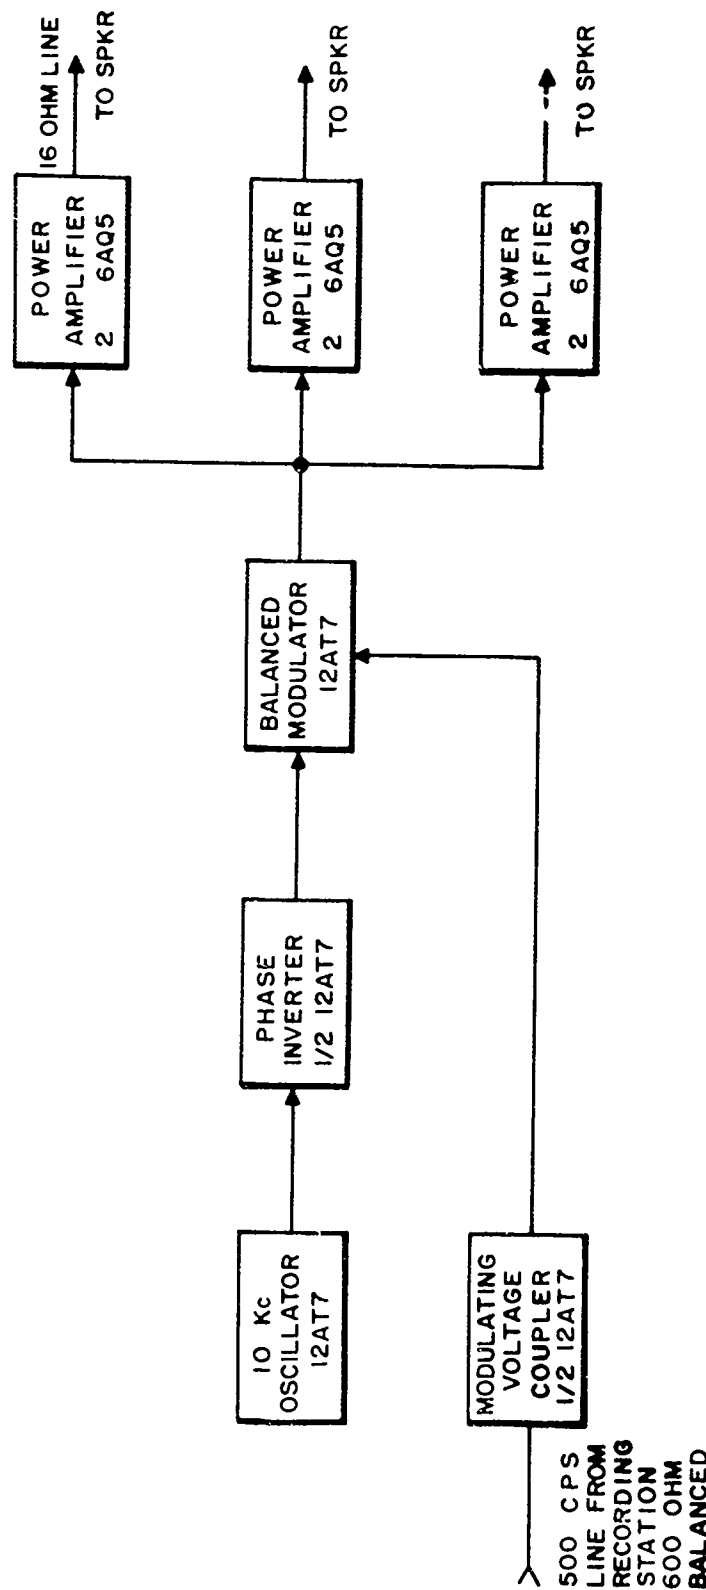 10 Kc
OSCILLATOR
12AT7
PHASE
INVERTER
1/2 12AT7
BALANCED
MODULATOR
12AT7
POWER
AMPLIFIER
2 6AQ5
16 OHM LINE
TO SPKR
POWER
AMPLIFIER
2 6AQ5
TO SPKR
POWER
AMPLIFIER
2 6AQ5
TO SPKR
MODULATING
VOLTAGE
COUPLER
1/2 12AT7
500 CPS
LINE FROM
RECORDING
STATION
600 OHM
BALANCED